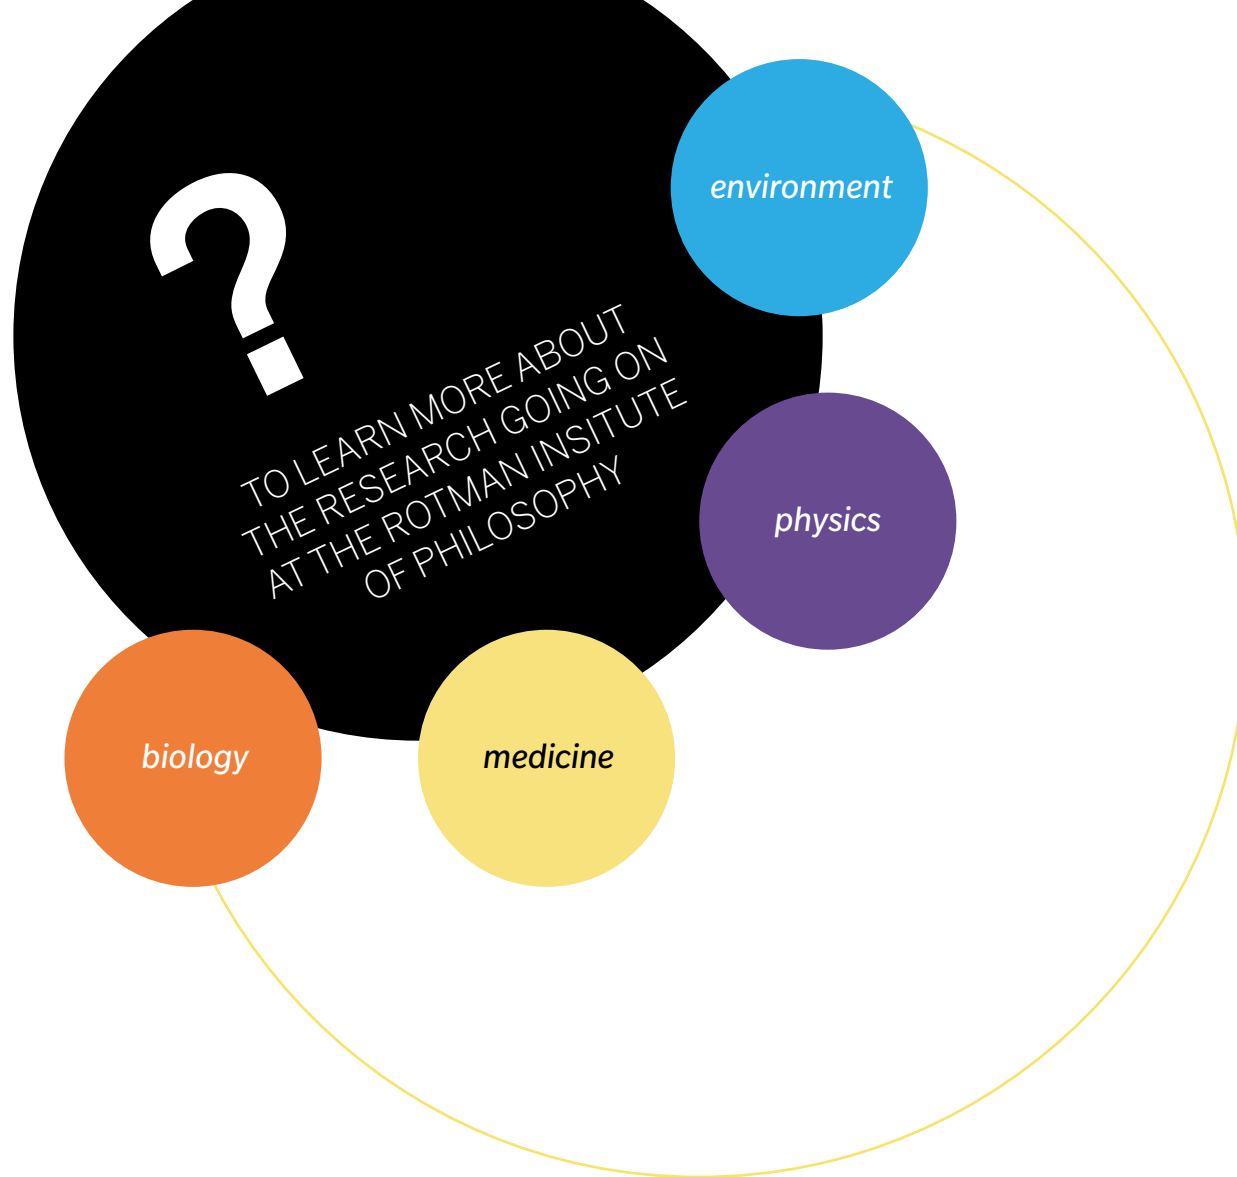 ?
TO LEARN MORE ABOUT
THE RESEARCH GOING ON
AT THE ROTMAN INSITUTE
OF PHILOSOPHY
environment
physics
medicine
biology